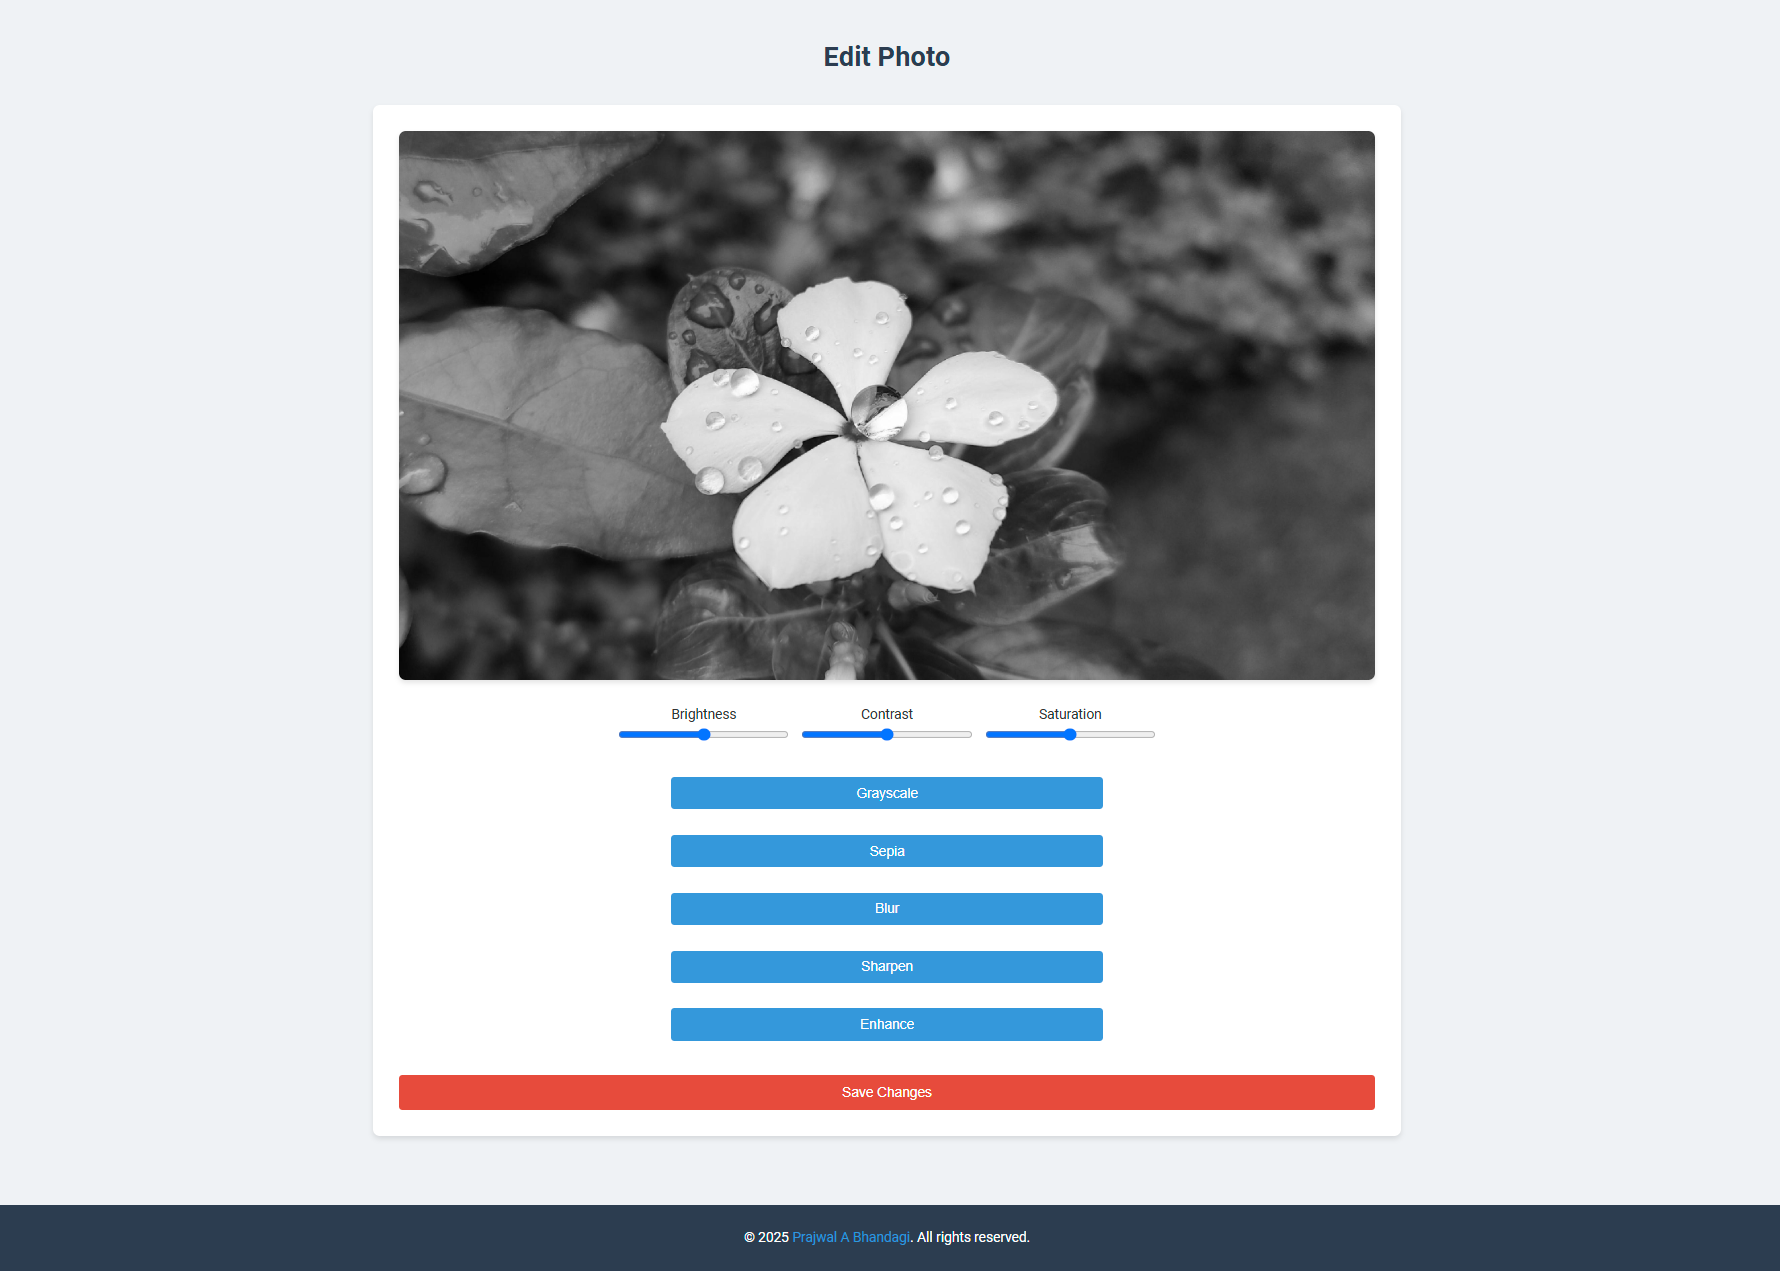 Edit Photo
Brightness
Contrast
Saturation
Grayscale
Sepia
Blur
Sharpen
Enhance
Save Changes
© 2025 Prajwal A Bhandagi. All rights reserved.